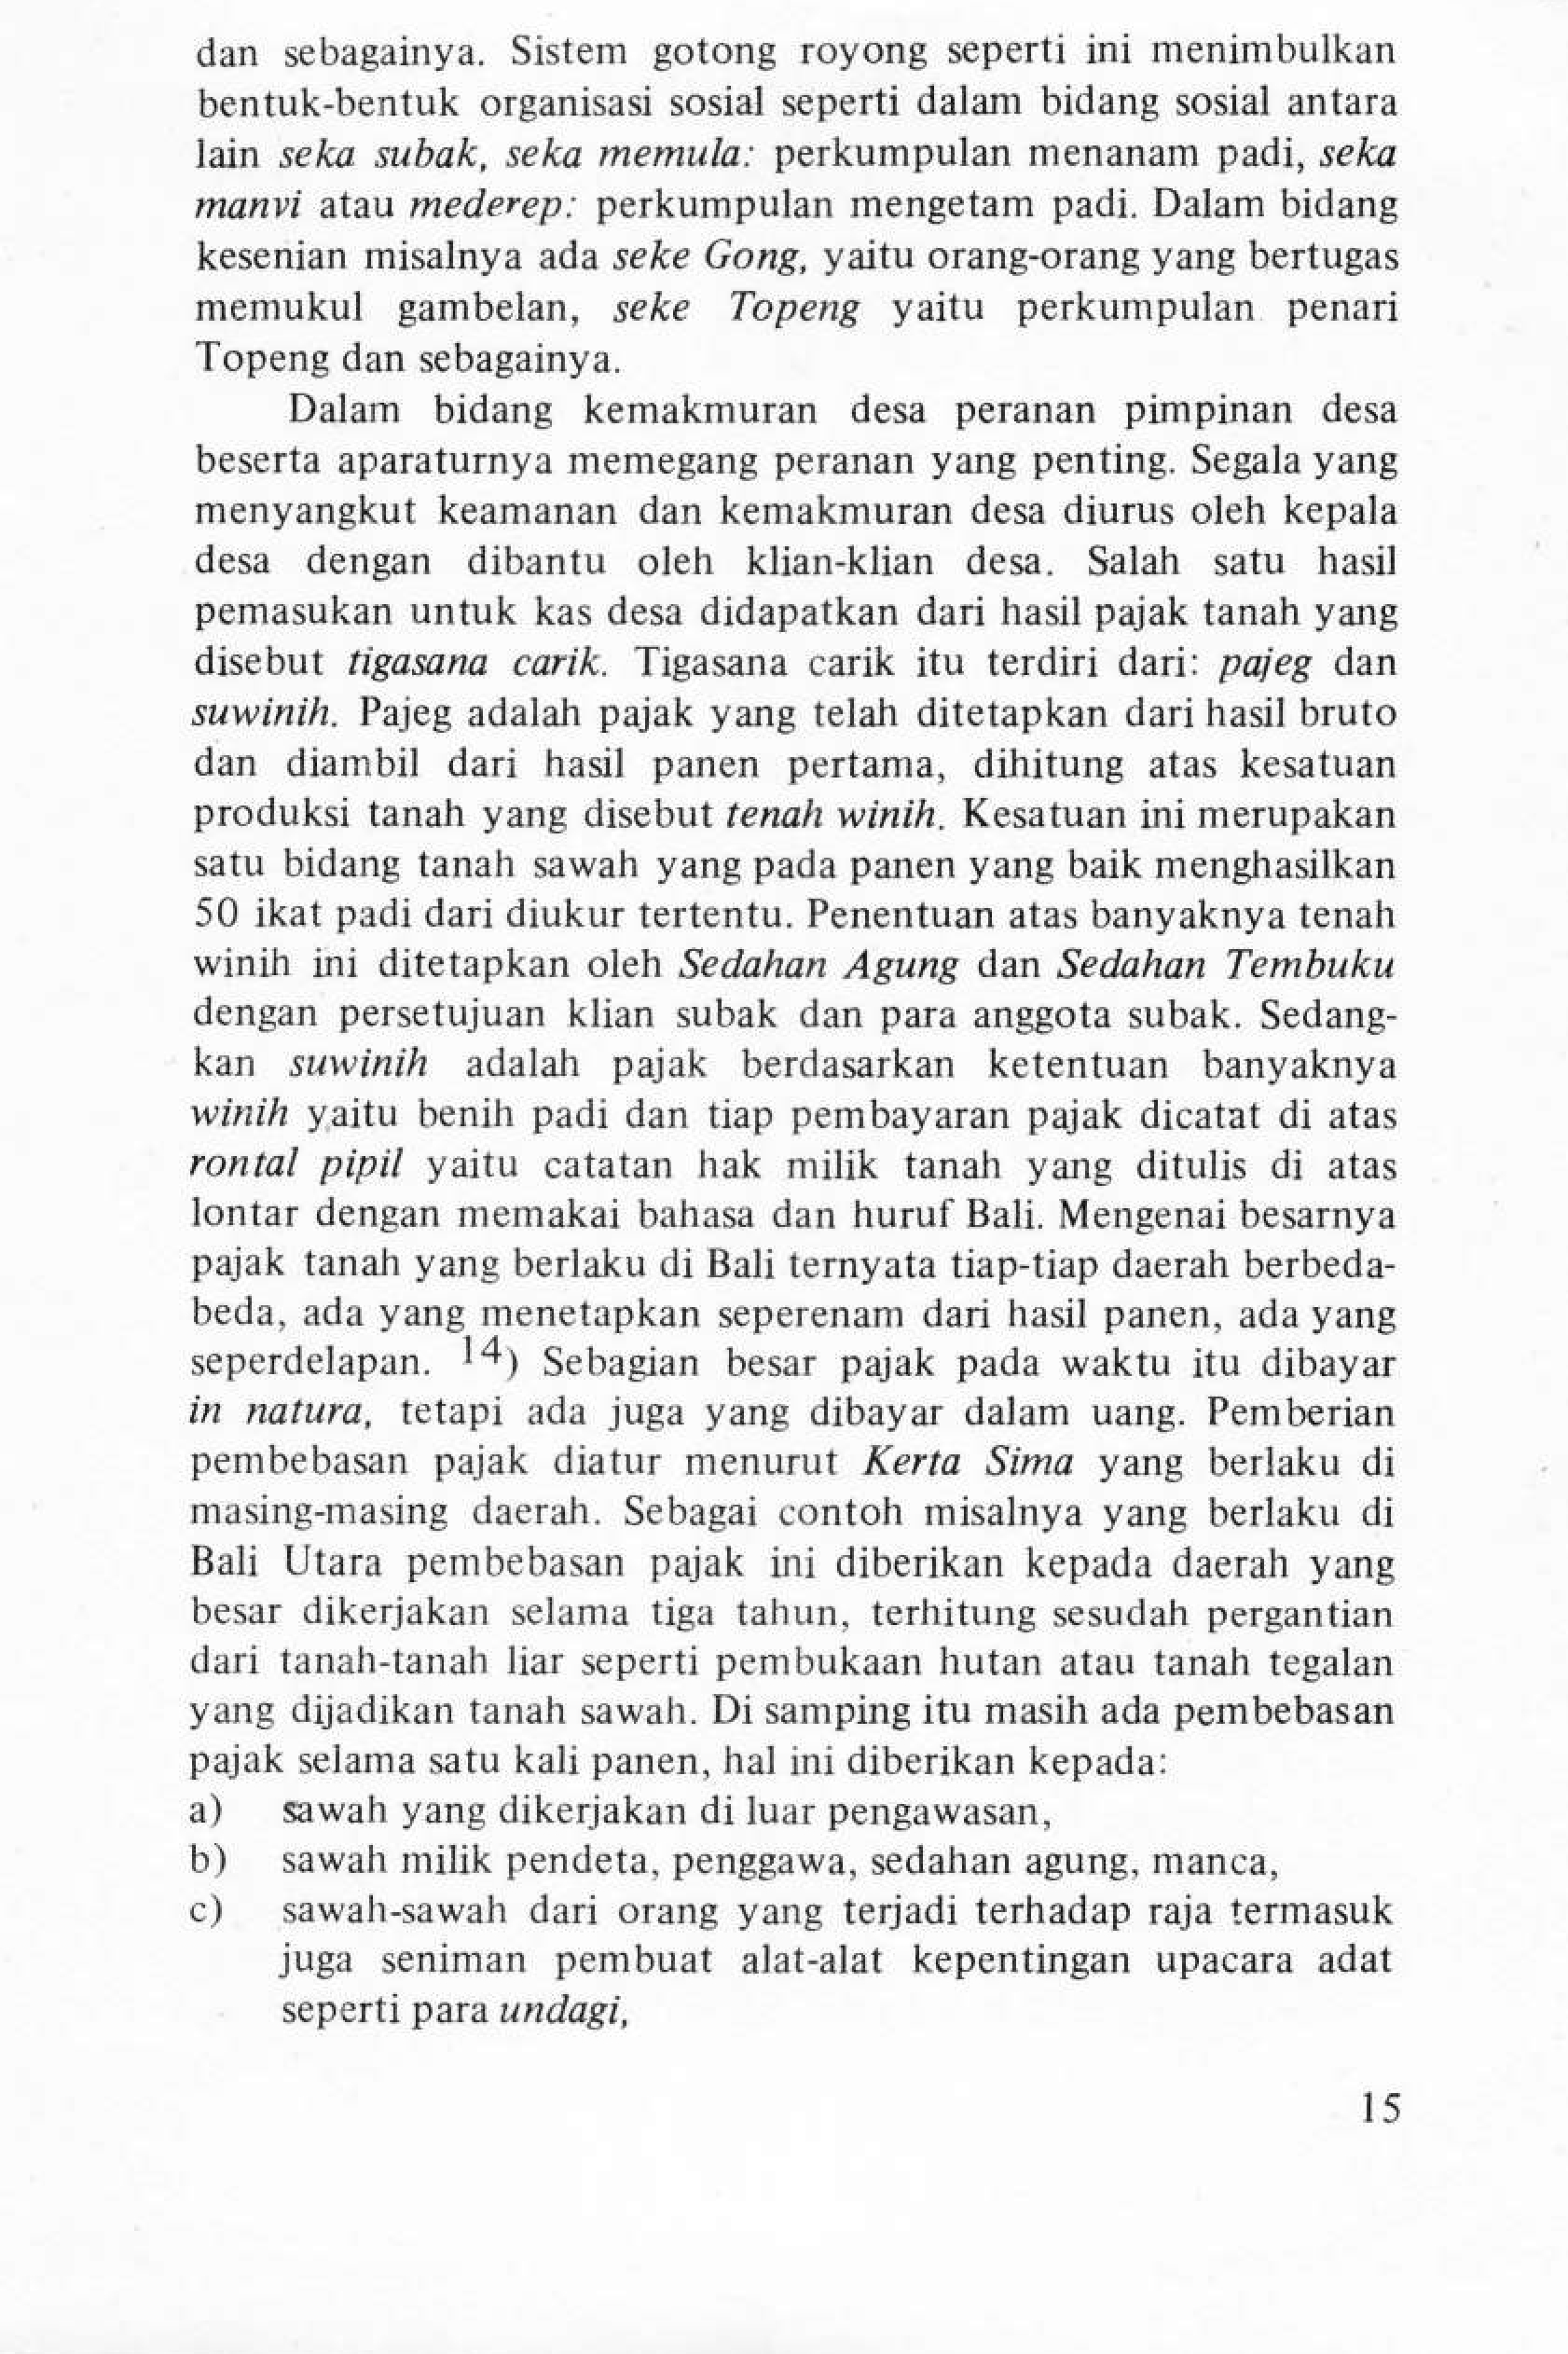 dan sebagainya. Sistem gotong royong seperti ini menimbulkan
bentuk-bentuk organisasi sosial seperti dalam bidang sosial antara
lain seka subak, seka memula: perkumpulan menanam padi, seka
manvi atau mederep: perkumpulan mengetam padi. Dalam bidang
kesenian misalnya ada seke Gong, yaitu orang-orang yang bertugas
memukul gambelan, seke Topeng yaitu perkumpulan penari
Topeng dan sebagainya.
Dalam bidang kemakmuran desa peranan pimpinan desa
beserta aparaturnya memegang peranan yang penting. Segala yang
menyangkut keamanan dan kemakmuran desa diurus oleh kepala
desa dengan dibantu oleh klian-klian desa. Salah satu hasil
pemasukan untuk kas desa didapatkan dari hasil pajak tanah yang
disebut tigasana carik. Tigasana carik itu terdiri dari: pajeg dan
suwinih. Pajeg adalah pajak yang telah ditetapkan dari hasil bruto
dan diambil dari hasil panen pertama, dihitung atas kesatuan
produksi tanah yang disebut tenah winih. Kesatuan ini merupakan
satu bidang tanah sawah yang pada panen yang baik menghasilkan
50 ikat padi dari diukur tertentu. Penentuan atas banyaknya tenah
winih ini ditetapkan oleh Sedahan Agung dan Sedahan Tembuku
dengan persetujuan klian subak dan para anggota subak. Sedang-
kan suwinih adalah pajak berdasarkan ketentuan banyaknya
winih yaitu benih padi dan tiap pembayaran pajak dicatat di atas
rontal pipil yaitu catatan hak milik tanah yang ditulis di atas
lontar dengan memakai bahasa dan huruf Bali. Mengenai besarnya
pajak tanah yang berlaku di Bali ternyata tiap-tiap daerah berbeda-
beda, ada yang menetapkan seperenam dari hasil panen, ada yang
seperdelapan. 14) Sebagian besar pajak pada waktu itu dibayar
in natura, tetapi ada juga yang dibayar dalam uang. Pemberian
pembebasan pajak diatur menurut Kerta Sima yang berlaku di
masing-masing daerah. Sebagai contoh misalnya yang berlaku di
Bali Utara pembebasan pajak ini diberikan kepada daerah yang
besar dikerjakan selama tiga tahun, terhitung sesudah pergantian
dari tanah-tanah liar seperti pembukaan hutan atau tanah tegalan
yang dijadikan tanah sawah. Di samping itu masih ada pembebasan
pajak selama satu kali panen, hal ini diberikan kepada:
a) sawah yang dikerjakan di luar pengawasan,
b) sawah milik pendeta, penggawa, sedahan agung, manca,
c) sawah-sawah dari orang yang terjadi terhadap raja termasuk
juga seniman pembuat alat-alat kepentingan upacara adat
seperti para undagi,
15